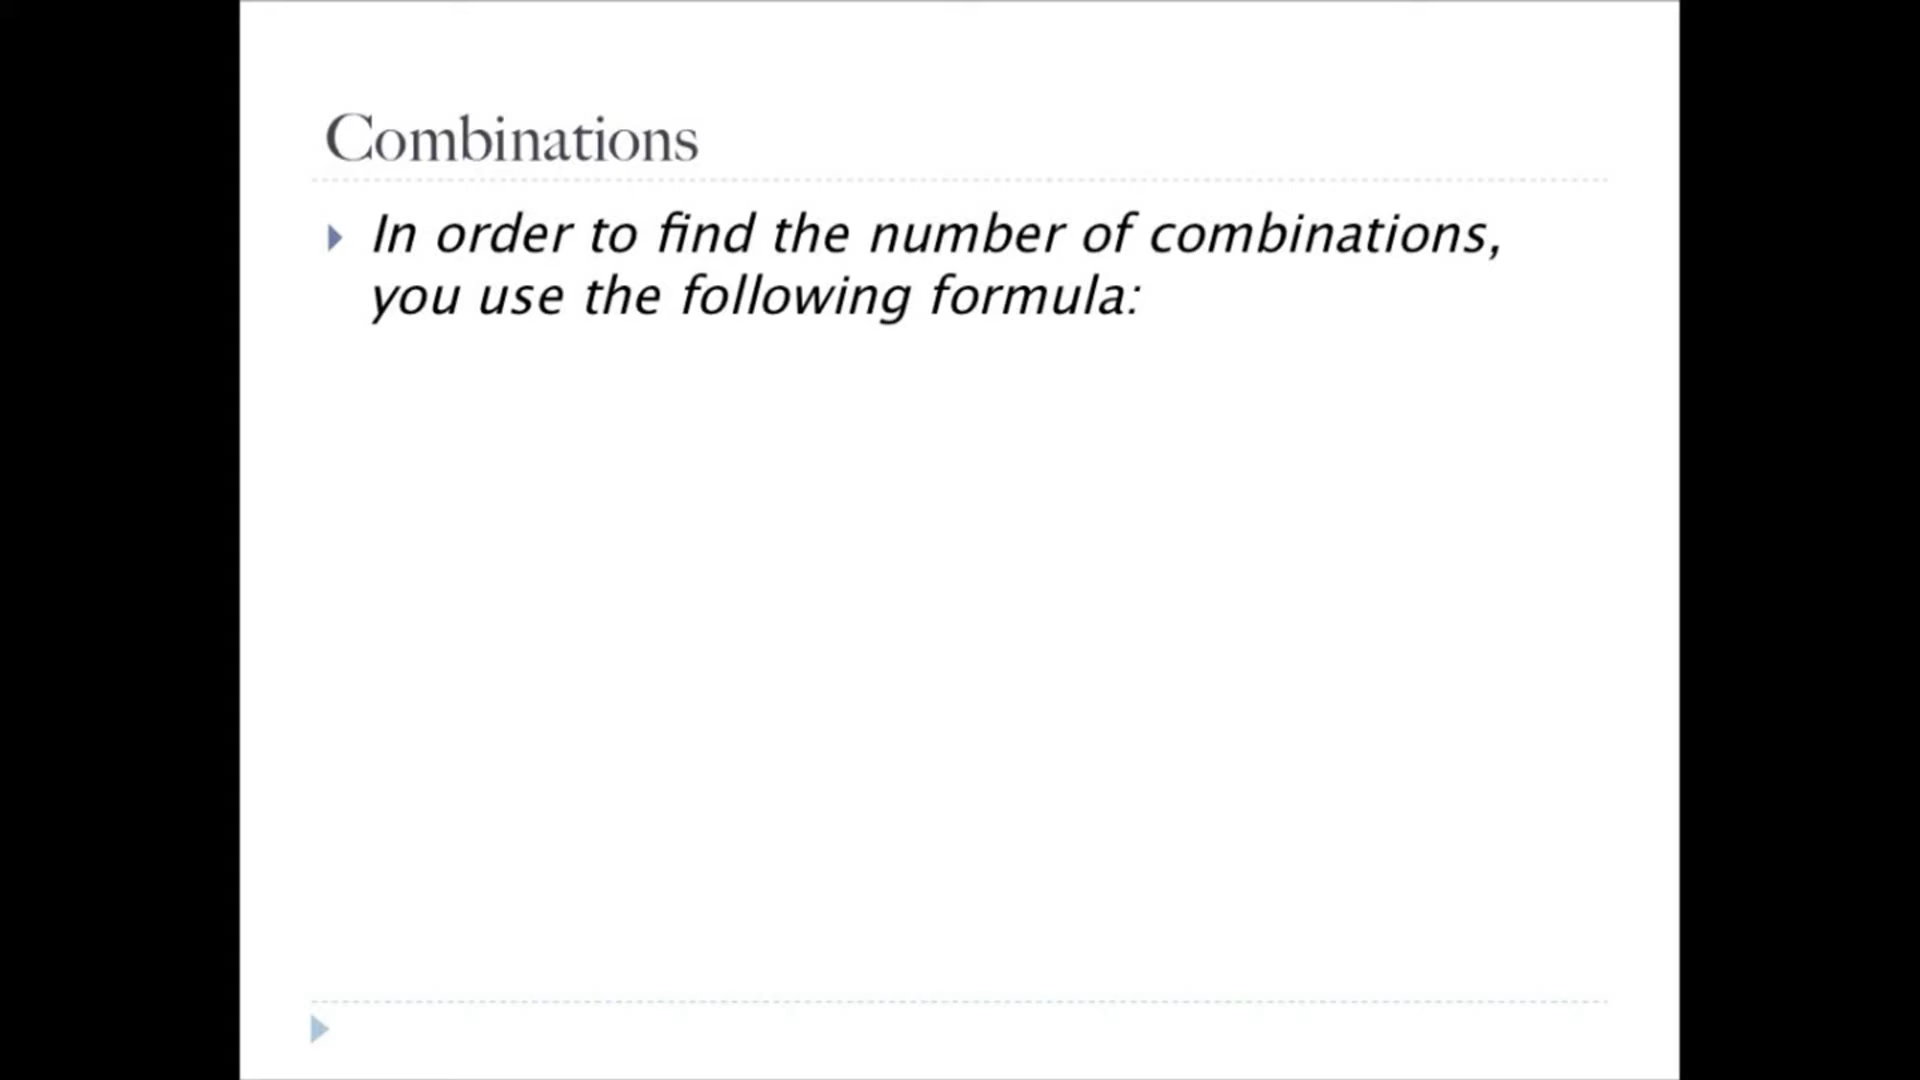 Combinations
In order to find the number of combinations,
you use the following formula: